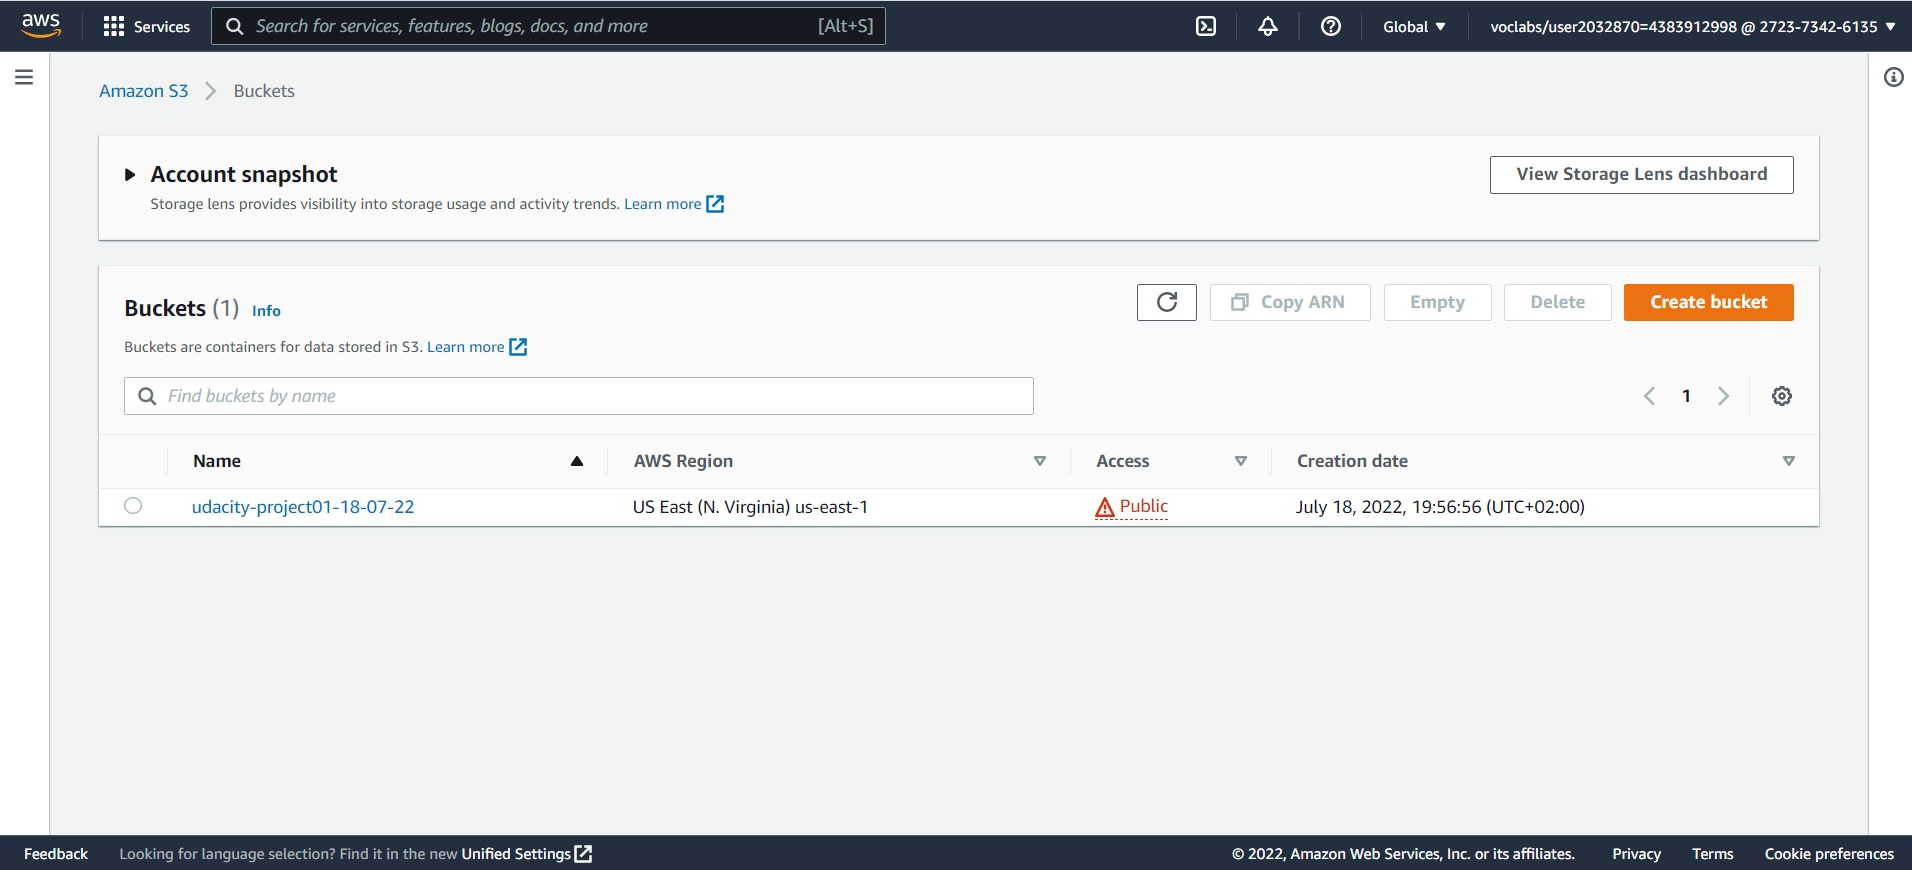 aws Services Search for services, features, blogs, docs, and more [Alt+S] Global voclabs/user2032870=4383912998 @ 2723-7342-6135
Amazon S3 Buckets
Account snapshot
View Storage Lens dashboard
Storage lens provides visibility into storage usage and activity trends. Learn more
Buckets (1) Info
Copy ARN Empty Delete Create bucket
Buckets are containers for data stored in S3. Learn more
Find buckets by name
1
Name AWS Region Access Creation date
udacity-project01-18-07-22 US East (N. Virginia) us-east-1 Public July 18, 2022, 19:56:56 (UTC+02:00)
Feedback Looking for language selection? Find it in the new Unified Settings © 2022, Amazon Web Services, Inc. or its affiliates. Privacy Terms Cookie preferences